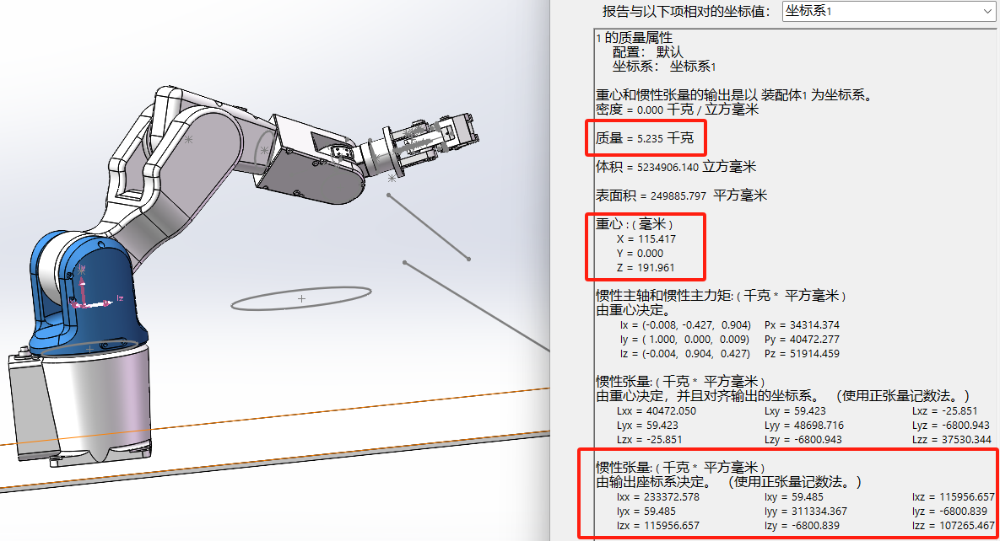 报告与以下项相对的坐标值： 坐标系1
1 的质量属性
配置： 默认
坐标系： 坐标系1
重心和惯性张量的输出是以 装配体1 为坐标系。
密度 = 0.000 千克 / 立方毫米
质量 = 5.235 千克
体积 = 5234906.140 立方毫米
表面积 = 249885.797 平方毫米
重心 : ( 毫米 )
X = 115.417
Y = 0.000
Z = 191.961
惯性主轴和惯性主力矩: ( 千克 * 平方毫米 )
由重心决定。
Ix = (-0.008, -0.427, 0.904) Px = 34314.374
Iy = ( 1.000, 0.000, 0.009) Py = 40472.277
Iz = (-0.004, 0.904, 0.427) Pz = 51914.459
惯性张量: ( 千克 * 平方毫米 )
由重心决定，并且对齐输出的坐标系。 （使用正张量记数法。）
Lxx = 40472.050 Lxy = 59.423 Lxz = -25.851
Lyx = 59.423 Lyy = 48698.716 Lyz = -6800.943
Lzx = -25.851 Lzy = -6800.943 Lzz = 37530.344
惯性张量: ( 千克 * 平方毫米 )
由输出座标系决定。 （使用正张量记数法。）
Ixx = 233372.578 Ixy = 59.485 Ixz = 115956.657
Iyx = 59.485 Iyy = 311334.367 Iyz = -6800.839
Izx = 115956.657 Izy = -6800.839 Izz = 107265.467
Iz